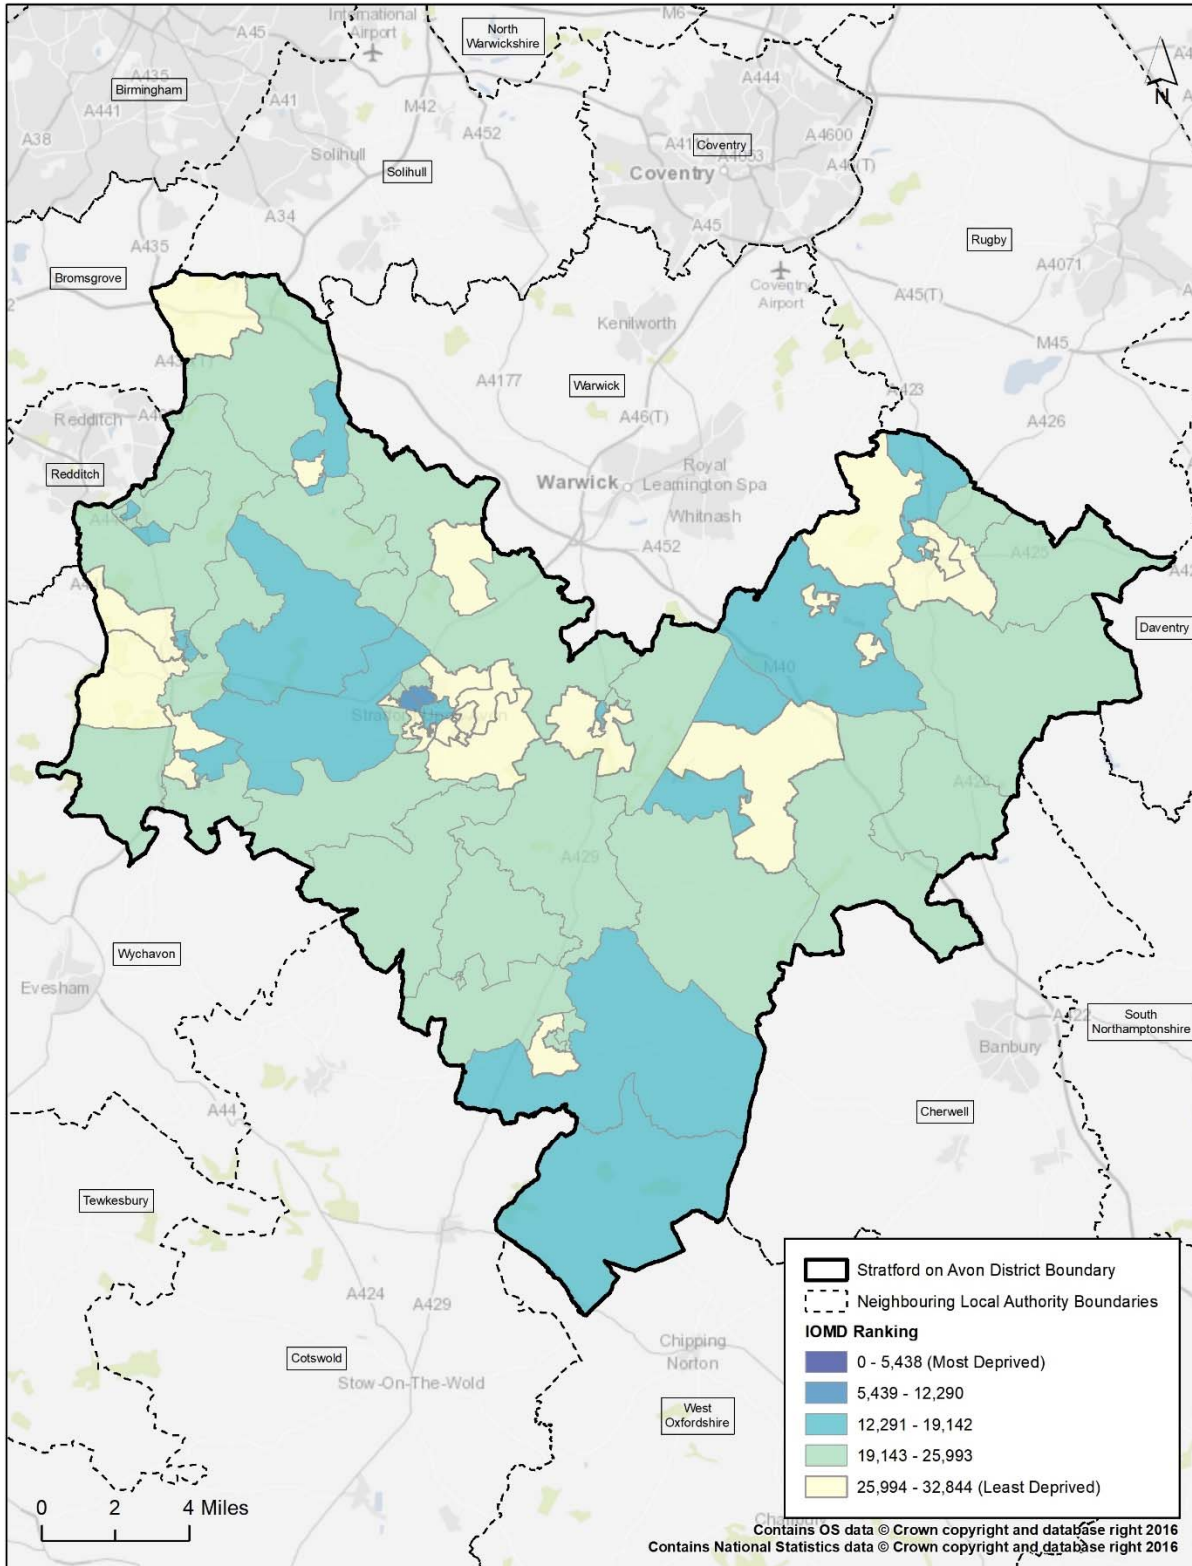 International
Airport
A45
M6
North
Warwickshire
A435
Birmingham
A441
A41
A444
M42
A452
A4600
A38
Solihull
Solihull
Coventry
Coventry
N
A34
A45
A435
Rugby
Bromsgrove
A4071
Coventry
Airport
A45(T)
Kenilworth
M45
A4177
Warwick
A423
A46(T)
A426
Redditch
Redditch
Royal
Warwick
Leamington Spa
Whitnash
A452
A425
Daventry
M40
A429
Wychavon
Evesham
South
Northamptonshire
Banbury
A44
Cherwell
Tewkesbury
A424
A429
Cotswold
Stow-On-The-Wold
Chipping
Norton
West
Oxfordshire
Stratford on Avon District Boundary
Neighbouring Local Authority Boundaries
IOMD Ranking
0 - 5,438 (Most Deprived)
5,439 - 12,290
12,291 - 19,142
19,143 - 25,993
25,994 - 32,844 (Least Deprived)
0 2 4 Miles
Contains OS data © Crown copyright and database right 2016
Contains National Statistics data © Crown copyright and database right 2016